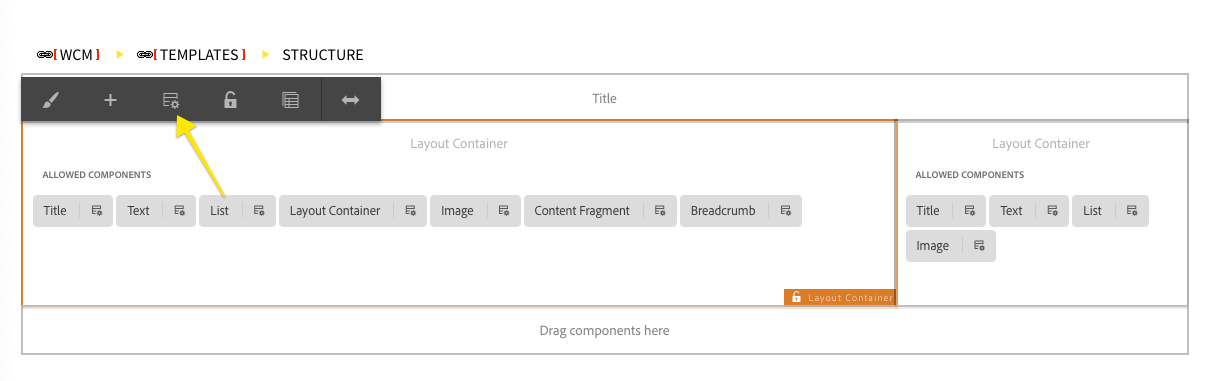 [ WCM ] [ TEMPLATES ] STRUCTURE
Title
Layout Container
ALLOWED COMPONENTS
Title Text List Layout Container Image Content Fragment Breadcrumb
Layout Container
Layout Container
ALLOWED COMPONENTS
Title Text List
Image
Drag components here